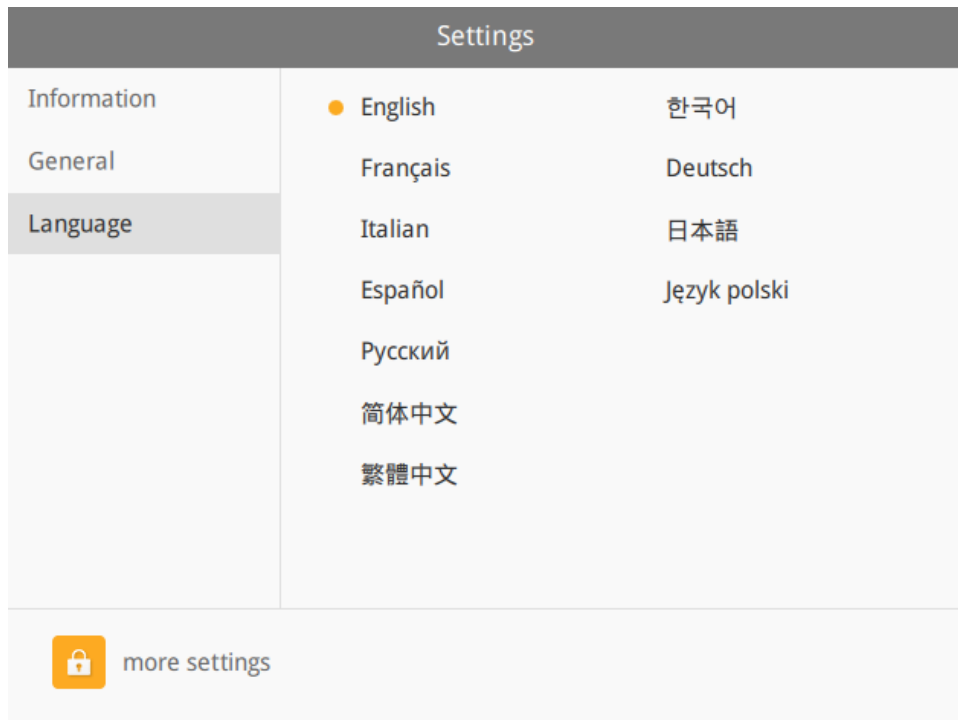 Settings
Information
General
Language
English
Français
Italian
Español
Русский
简体中文
繁體中文
한국어
Deutsch
日本語
Język polski
more settings